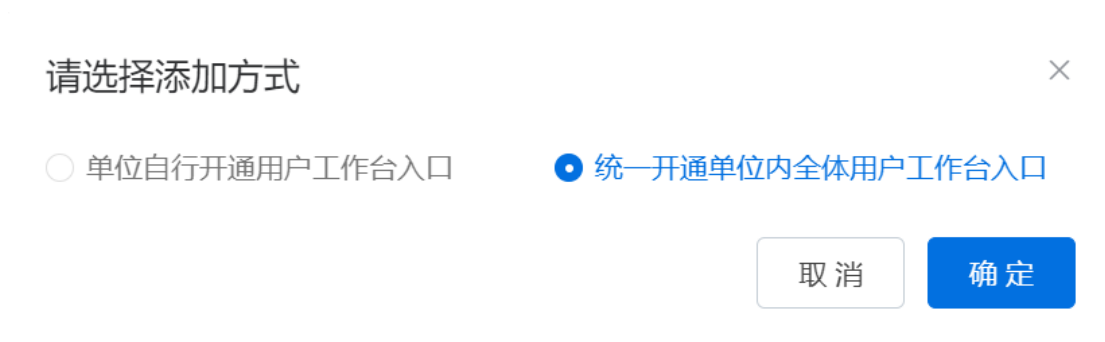 请选择添加方式
单位自行开通用户工作台入口
统一开通单位内全体用户工作台入口
取消
确定